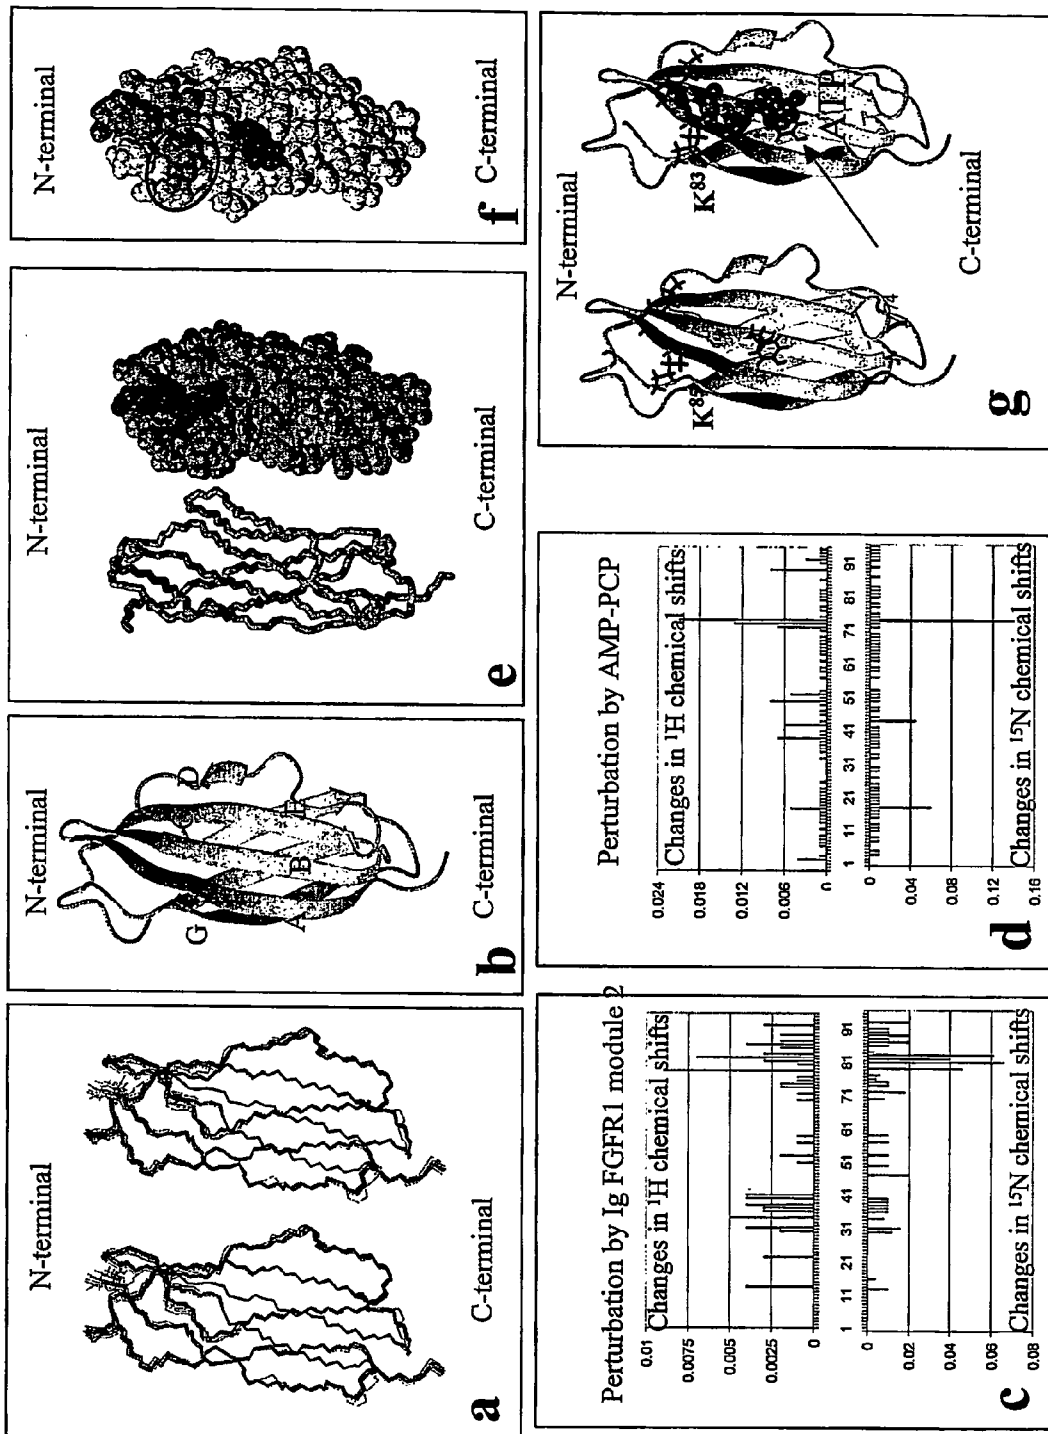 N-terminal
C-terminal
a
N-terminal
G
C
D
A
B
E
C-terminal
b
N-terminal
C-terminal
e
N-terminal
C-terminal
f
Perturbation by Ig FGFR1 module 2
0.01
Changes in ¹H chemical shifts
0.0075
0.005
0.0025
0
1 11 21 31 41 51 61 71 81 91
0
0.02
0.04
0.06
0.08
Changes in ¹⁵N chemical shifts
c
Perturbation by AMP-PCP
0.024
Changes in ¹H chemical shifts
0.018
0.012
0.006
0
1 11 21 31 41 51 61 71 81 91
0
0.04
0.08
0.12
0.16
Changes in ¹⁵N chemical shifts
d
N-terminal
K⁸³
ATP
C-terminal
g